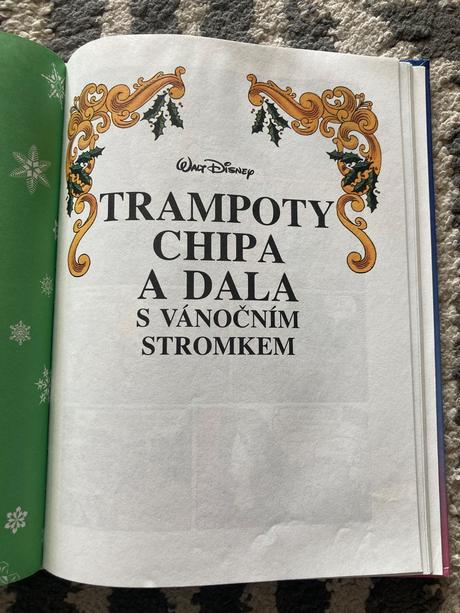 WALT DISNEY
TRAMPOTY
CHIPA
A DALA
S VÁNOČNÍM
STROMKEM